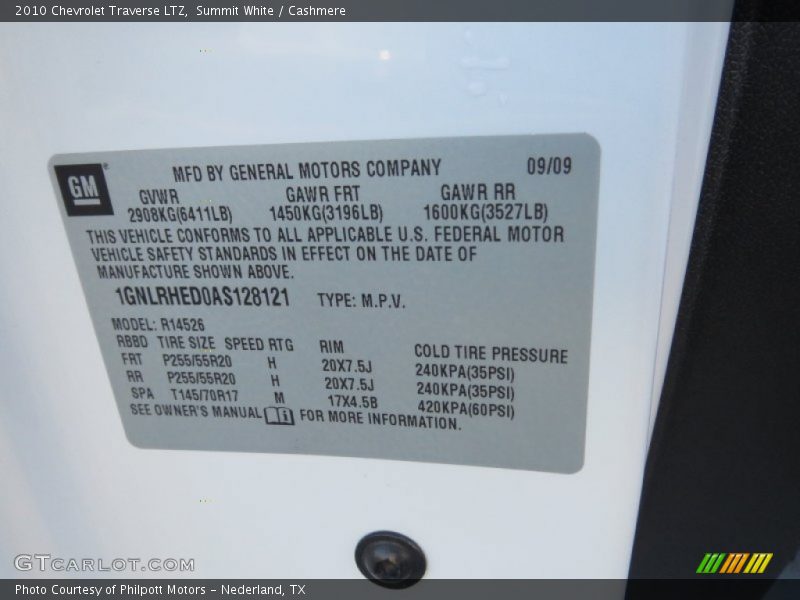 2010 Chevrolet Traverse LTZ, Summit White / Cashmere
GM
MFD BY GENERAL MOTORS COMPANY 09/09
GVWR GAWR FRT GAWR RR
2908KG(6411LB) 1450KG(3196LB) 1600KG(3527LB)
THIS VEHICLE CONFORMS TO ALL APPLICABLE U.S. FEDERAL MOTOR
VEHICLE SAFETY STANDARDS IN EFFECT ON THE DATE OF
MANUFACTURE SHOWN ABOVE.
1GNLRHED0AS128121 TYPE: M.P.V.
MODEL: R14526
RBBD TIRE SIZE SPEED RTG RIM COLD TIRE PRESSURE
FRT P255/55R20 H 20X7.5J 240KPA(35PSI)
RR P255/55R20 H 20X7.5J 240KPA(35PSI)
SPA T145/70R17 M 17X4.5B 420KPA(60PSI)
SEE OWNER'S MANUAL FOR MORE INFORMATION.
GTCARLOT.COM
Photo Courtesy of Philpott Motors - Nederland, TX